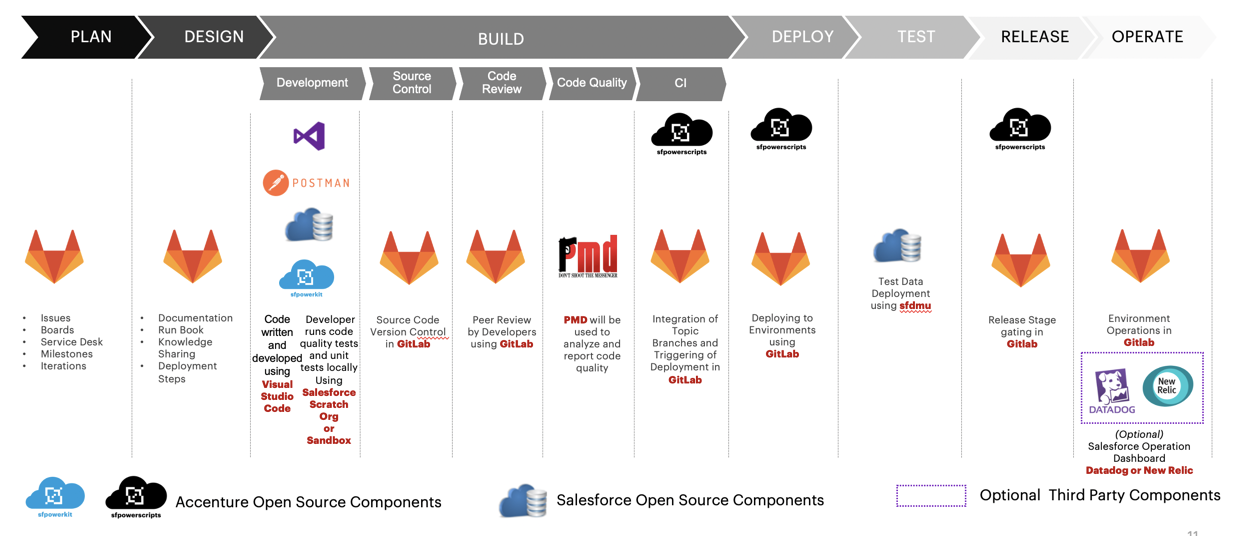 PLAN
DESIGN
BUILD
DEPLOY
TEST
RELEASE
OPERATE
Development
Source
Control
Code
Review
Code Quality
CI
sfpowerscripts
sfpowerscripts
sfpowerscripts
POSTMAN
sfpowerkit
Pmd
DON'T SHOOT THE MESSENGER
• Issues
• Boards
• Service Desk
• Milestones
• Iterations
• Documentation
• Run Book
• Knowledge
Sharing
• Deployment
Steps
Code
written
and
developed
using
Visual
Studio
Code
Developer
runs code
quality tests
and unit
tests locally
Using
Salesforce
Scratch
Org
or
Sandbox
Source Code
Version Control
in GitLab
Peer Review
by Developers
using GitLab
PMD will be
used to
analyze and
report code
quality
Integration of
Topic
Branches and
Triggering of
Deployment in
GitLab
Deploying to
Environments
using
GitLab
Test Data
Deployment
using sfdmu
Release Stage
gating in
Gitlab
Environment
Operations in
Gitlab
DATADOG
New
Relic
(Optional)
Salesforce Operation
Dashboard
Datadog or New Relic
sfpowerkit
sfpowerscripts
Accenture Open Source Components
Salesforce Open Source Components
Optional Third Party Components
11